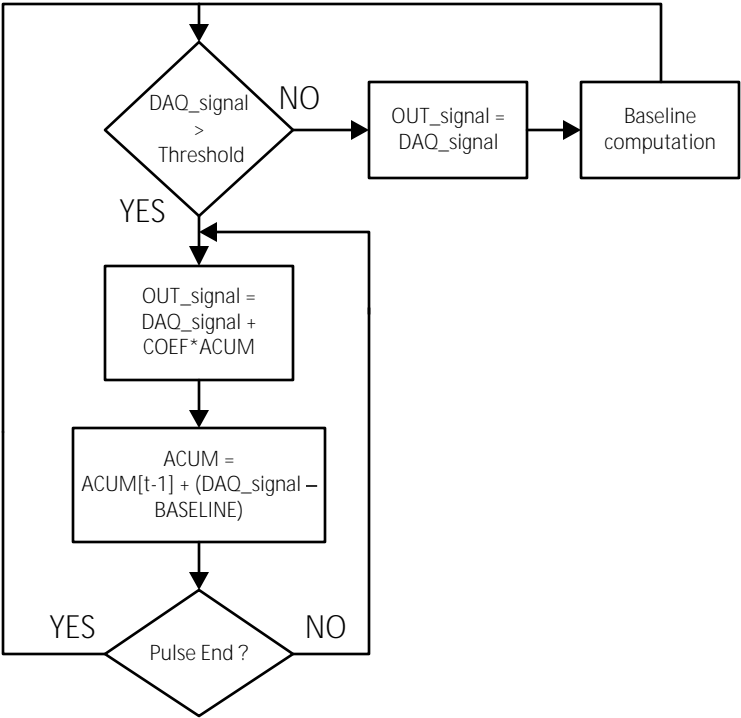 DAQ_signal
>
Threshold
NO
OUT_signal =
DAQ_signal
Baseline
computation
YES
OUT_signal =
DAQ_signal +
COEF*ACUM
ACUM =
ACUM[t-1] + (DAQ_signal –
BASELINE)
YES
Pulse End ?
NO